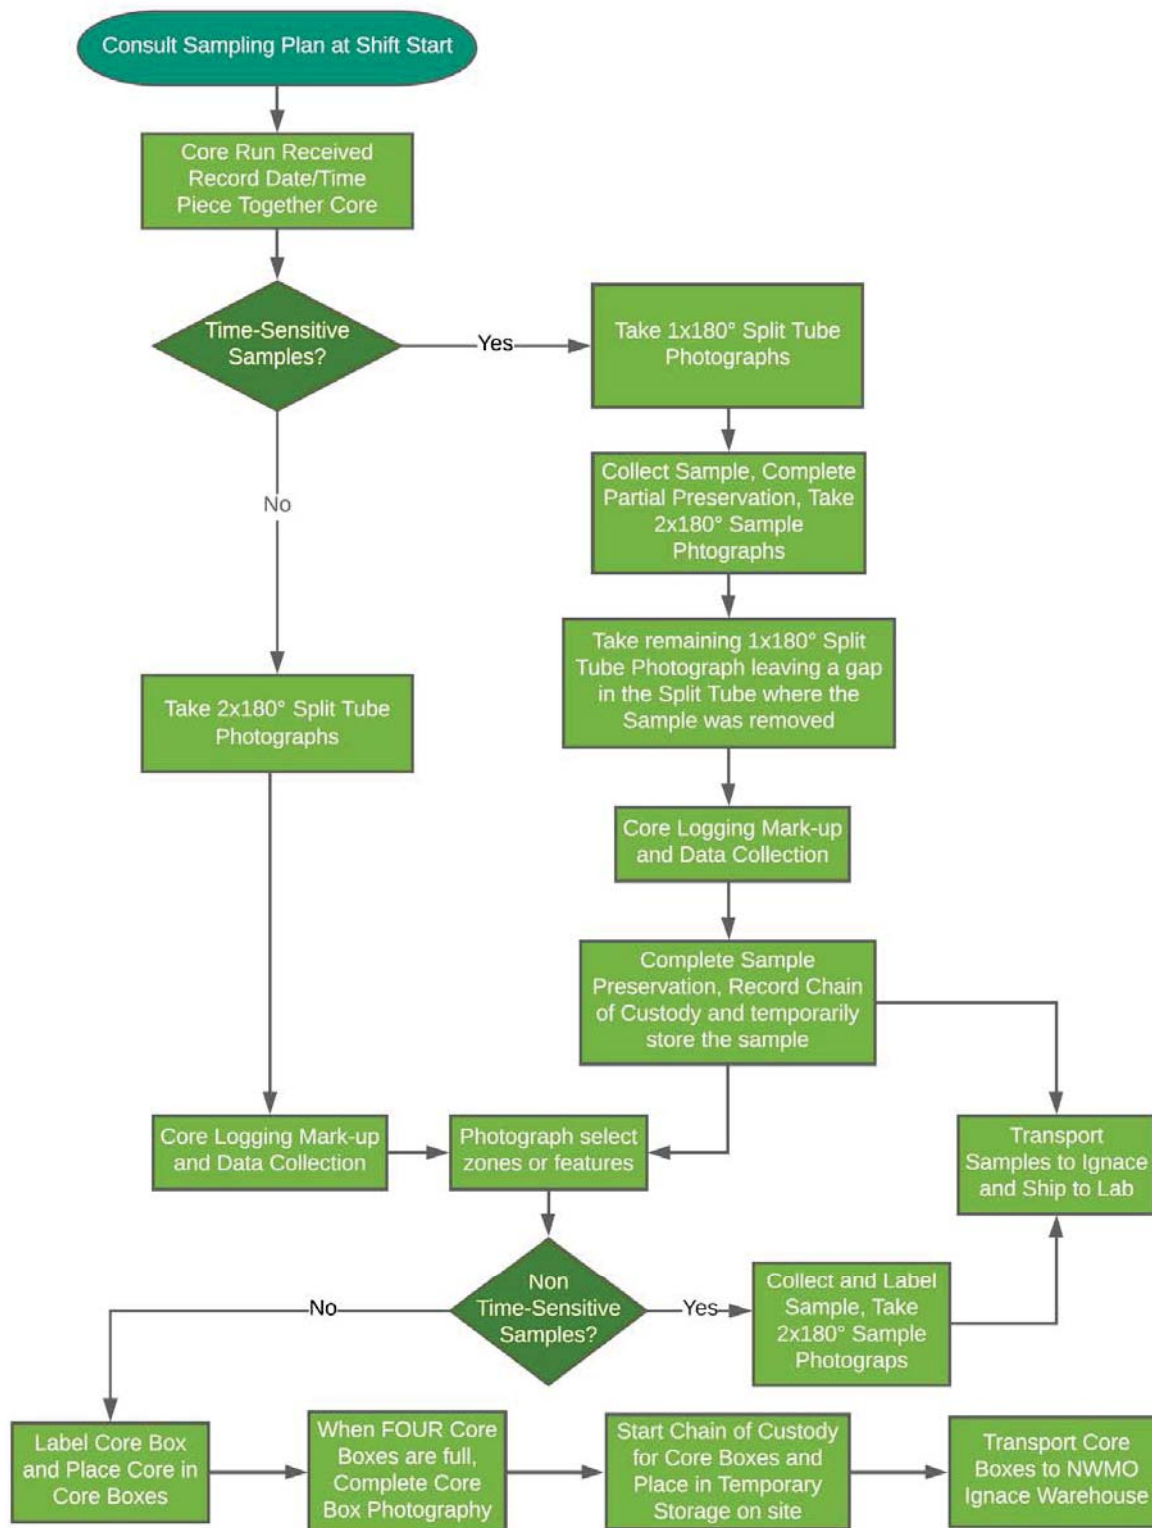 Consult Sampling Plan at Shift Start
Core Run Received
Record Date/Time
Piece Together Core
Time-Sensitive
Samples?
Yes
Take 1x180° Split Tube
Photographs
Collect Sample, Complete
Partial Preservation, Take
2x180° Sample
Phtographs
No
Take remaining 1x180° Split
Tube Photograph leaving a gap
in the Split Tube where the
Sample was removed
Take 2x180° Split Tube
Photographs
Core Logging Mark-up
and Data Collection
Complete Sample
Preservation, Record Chain
of Custody and temporarily
store the sample
Core Logging Mark-up
and Data Collection
Photograph select
zones or features
Transport
Samples to Ignace
and Ship to Lab
Non
Time-Sensitive
Samples?
No
Yes
Collect and Label
Sample, Take
2x180° Sample
Photograps
Label Core Box
and Place Core in
Core Boxes
When FOUR Core
Boxes are full,
Complete Core
Box Photography
Start Chain of Custody
for Core Boxes and
Place in Temporary
Storage on site
Transport Core
Boxes to NWMO
Ignace Warehouse